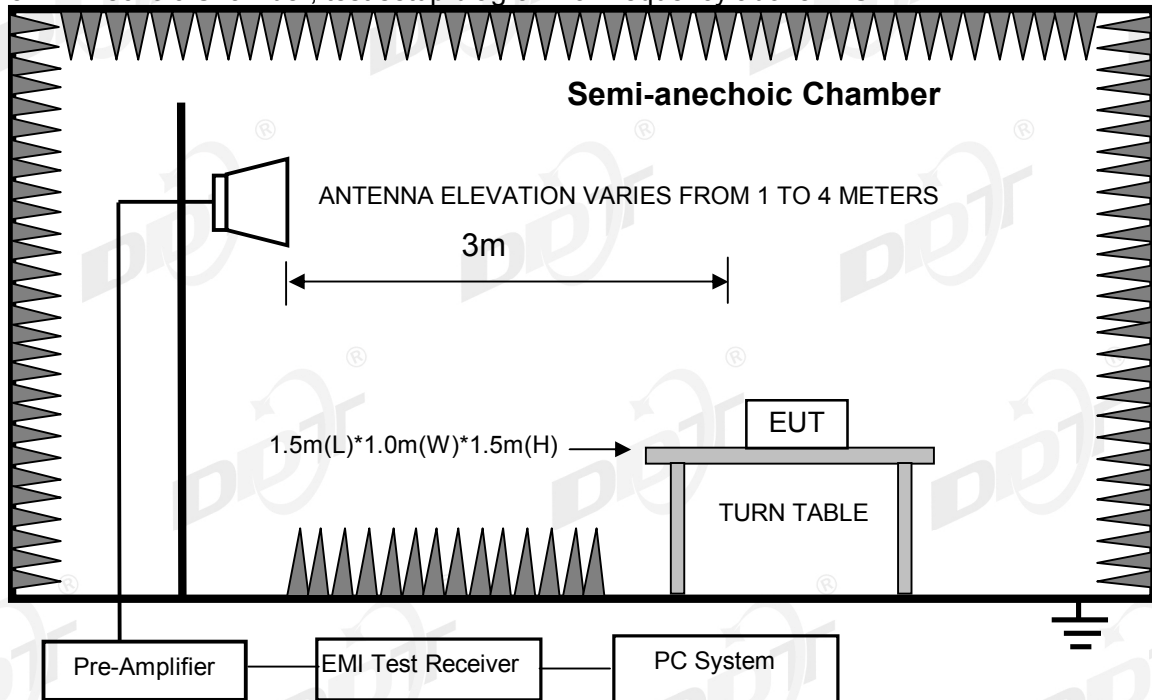 Semi-anechoic Chamber
ANTENNA ELEVATION VARIES FROM 1 TO 4 METERS
3m
EUT
1.5m(L)*1.0m(W)*1.5m(H)
TURN TABLE
Pre-Amplifier
EMI Test Receiver
PC System
DDT
®